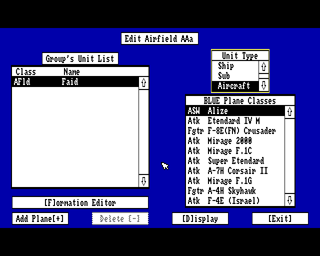 Edit Airfield AAa
Group's Unit List
Class Name
AFld Faid
Unit Type
Ship
Sub
Aircraft
BLUE Plane Classes
ASW Alize
Atk Etendard IV M
Fgtr F-8E(FN) Crusader
Atk Mirage 2000
Atk Mirage F.1C
Atk Super Etendard
Atk A-7H Corsair II
Atk Mirage F.1G
Fgtr A-4H Skyhawk
Atk F-4E (Israel)
[F]ormation Editor
Add Plane[+]
Delete [-]
[D]isplay
[E]xit]